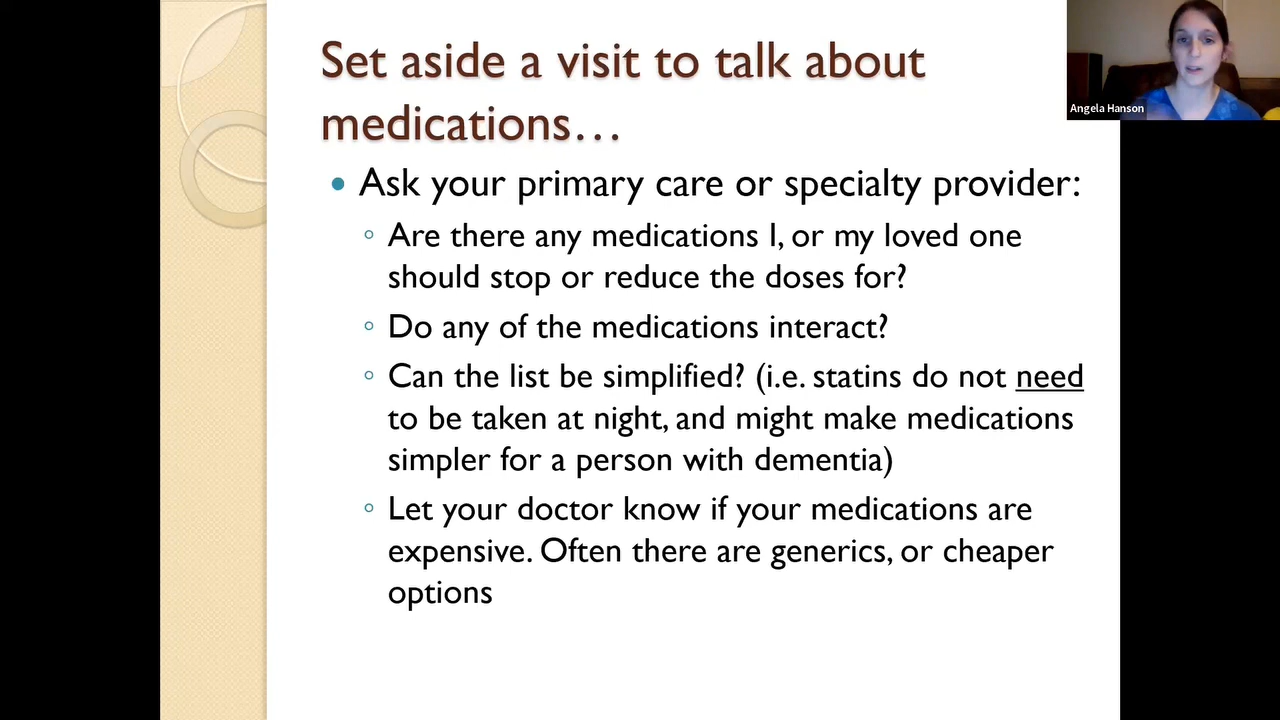 Set aside a visit to talk about
medications…
• Ask your primary care or specialty provider:
◦ Are there any medications I, or my loved one
should stop or reduce the doses for?
◦ Do any of the medications interact?
◦ Can the list be simplified? (i.e. statins do not need
to be taken at night, and might make medications
simpler for a person with dementia)
◦ Let your doctor know if your medications are
expensive. Often there are generics, or cheaper
options
Angela Hanson